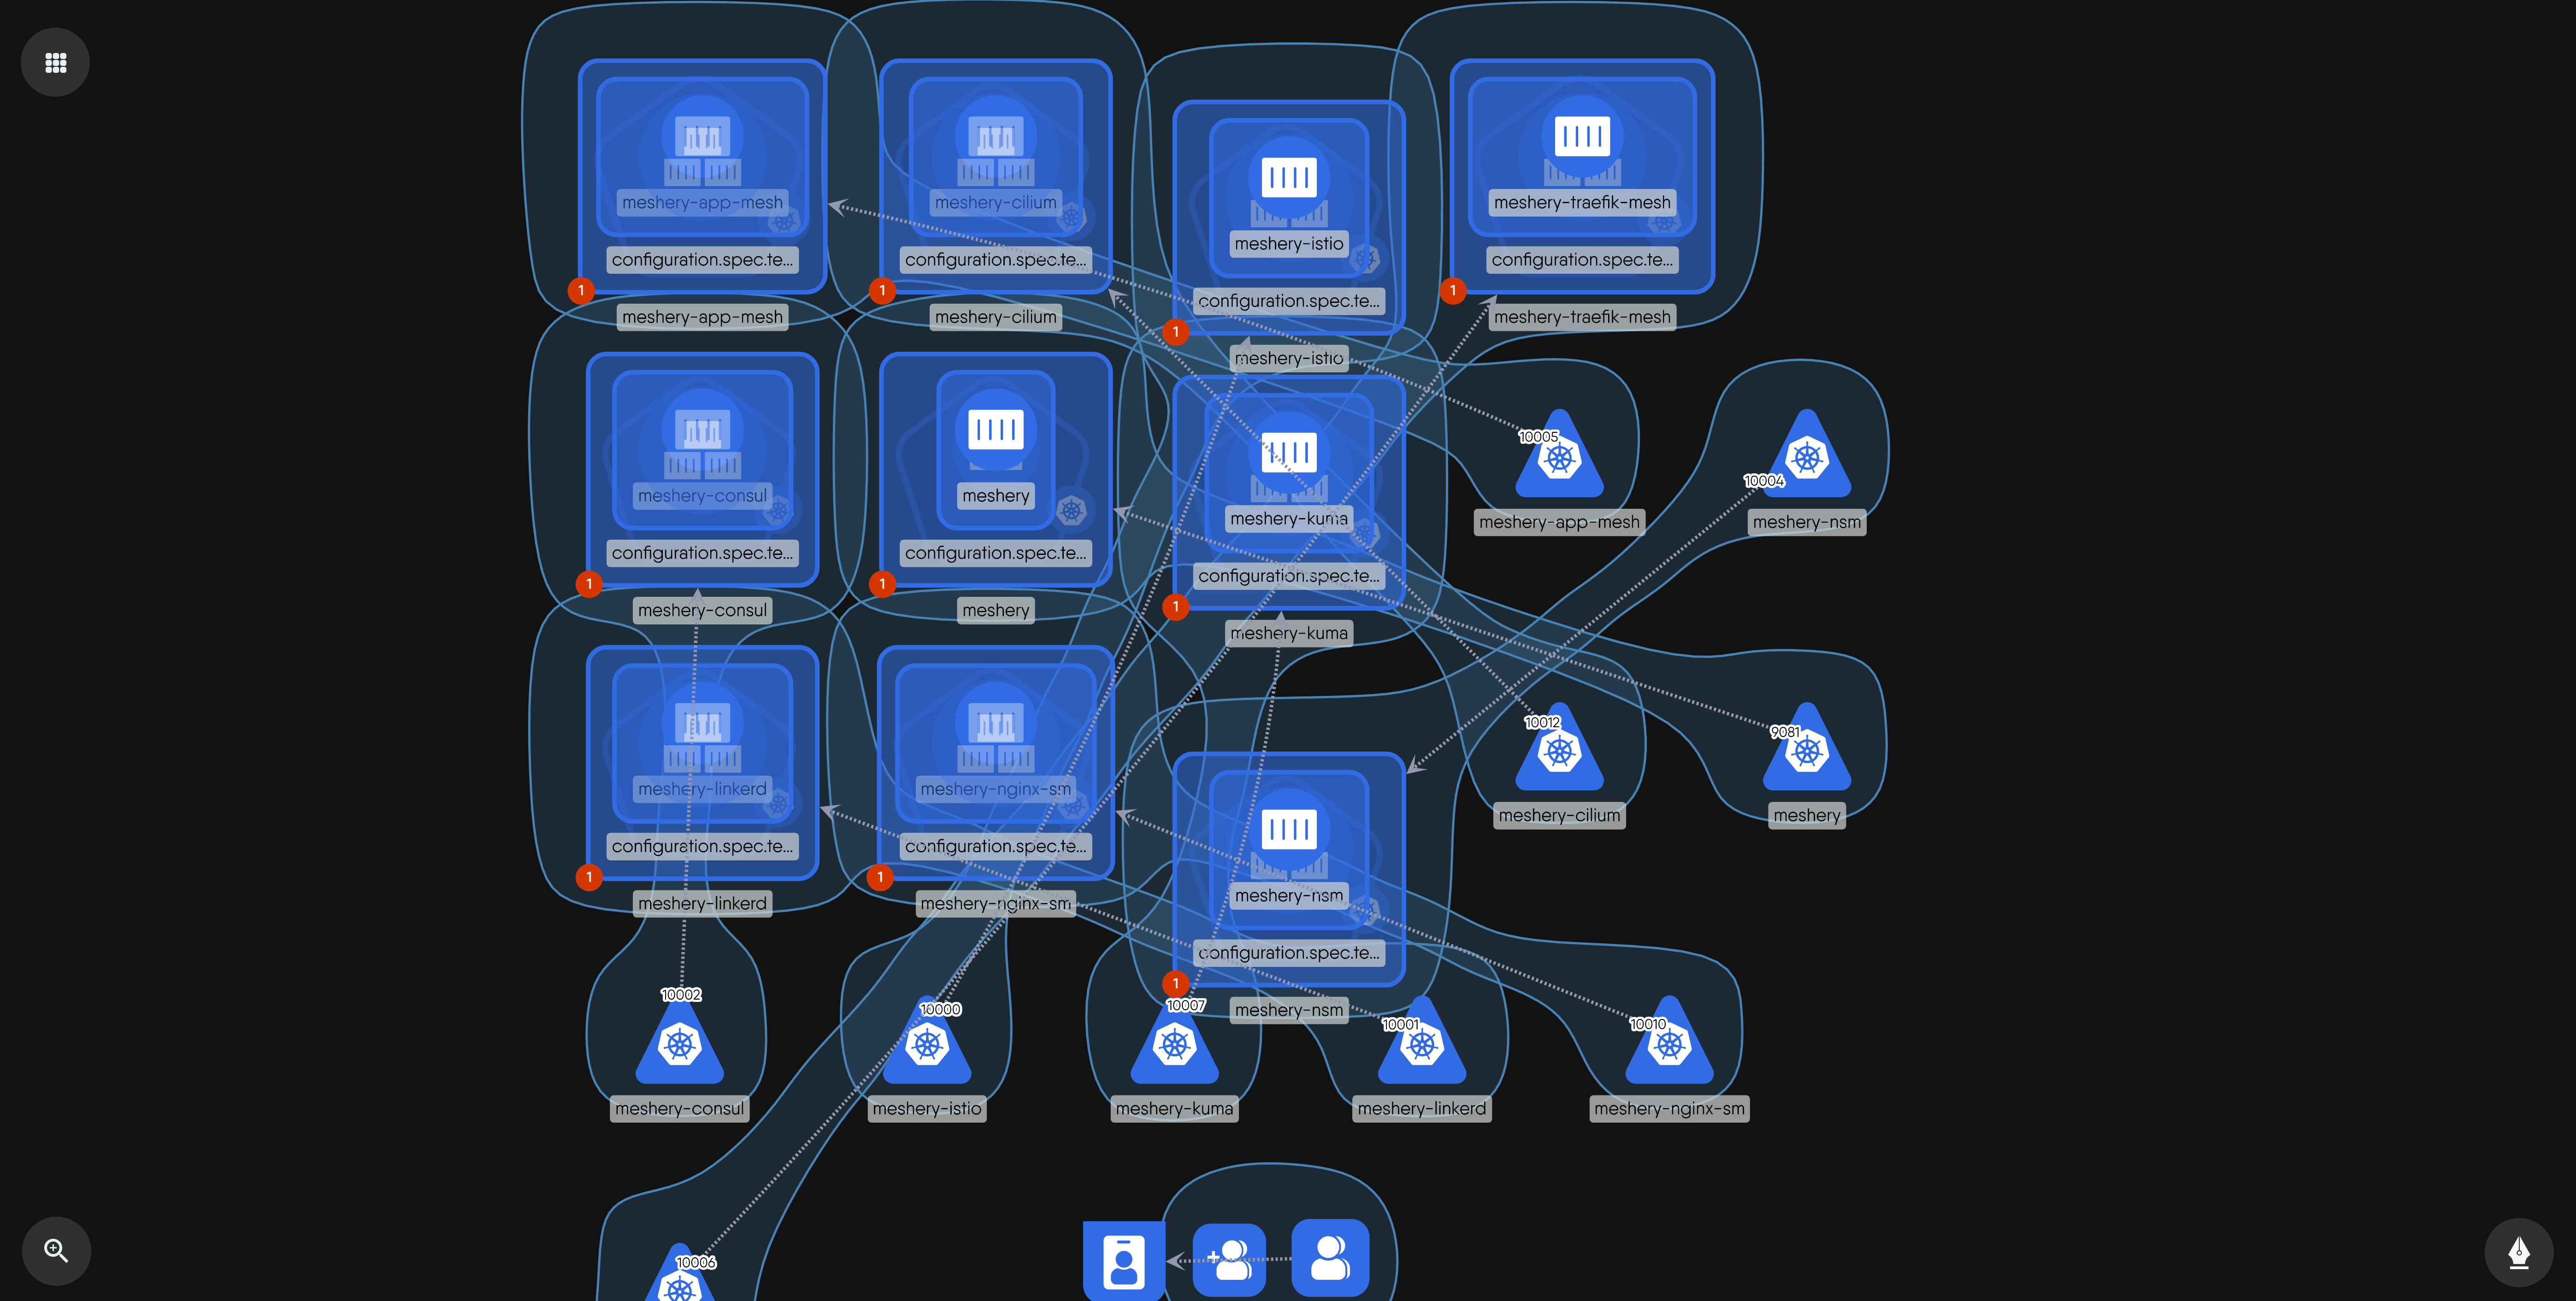 meshery-app-mesh
configuration.spec.te...
1
meshery-app-mesh
meshery-cilium
configuration.spec.te...
1
meshery-cilium
meshery-istio
configuration.spec.te...
1
meshery-istio
meshery-traefik-mesh
configuration.spec.te...
1
meshery-traefik-mesh
meshery-consul
configuration.spec.te...
1
meshery-consul
meshery
configuration.spec.te...
1
meshery
meshery-kuma
configuration.spec.te...
1
meshery-kuma
10005
meshery-app-mesh
10004
meshery-nsm
meshery-linkerd
configuration.spec.te...
1
meshery-linkerd
meshery-nginx-sm
configuration.spec.te...
1
meshery-nginx-sm
meshery-nsm
configuration.spec.te...
1
meshery-nsm
10012
meshery-cilium
9081
meshery
10002
meshery-consul
10000
meshery-istio
10007
meshery-kuma
10001
meshery-linkerd
10010
meshery-nginx-sm
10006